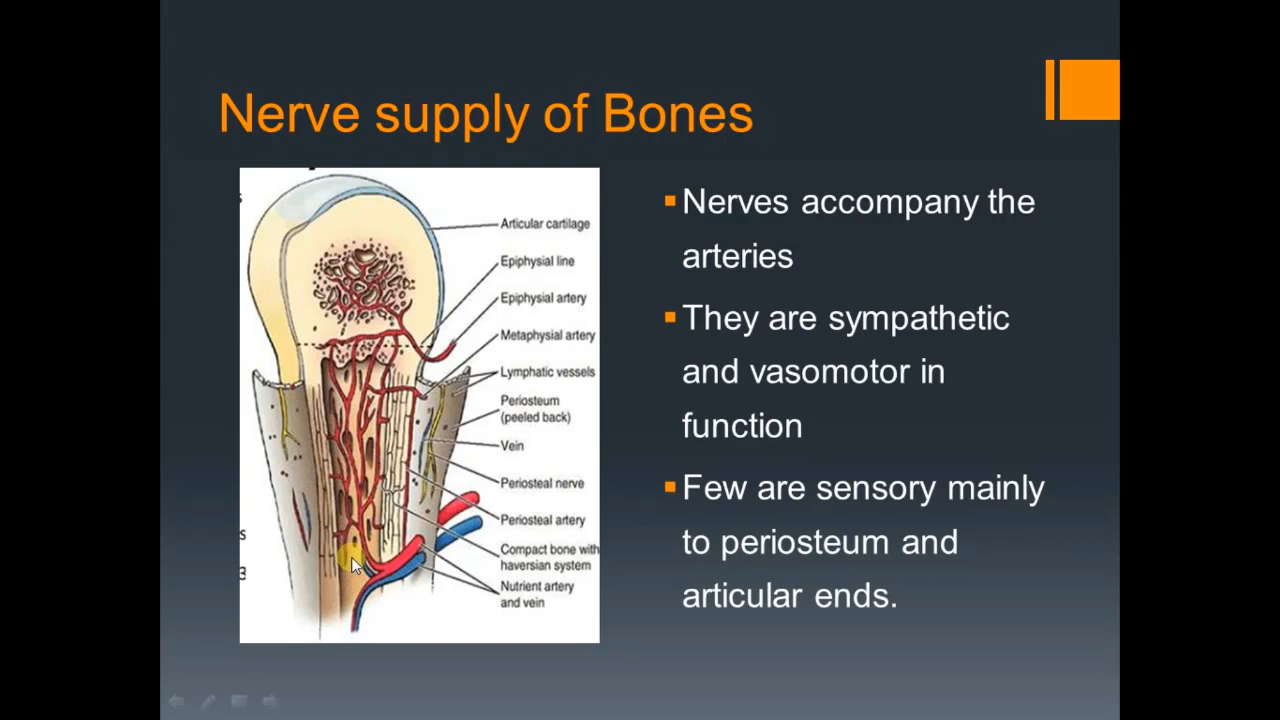 Nerve supply of Bones
Articular cartilage
Epiphysial line
Epiphysial artery
Metaphysial artery
Lymphatic vessels
Periosteum
(peeled back)
Vein
Periosteal nerve
Periosteal artery
Compact bone with
haversian system
Nutrient artery
and vein
Nerves accompany the
arteries
They are sympathetic
and vasomotor in
function
Few are sensory mainly
to periosteum and
articular ends.